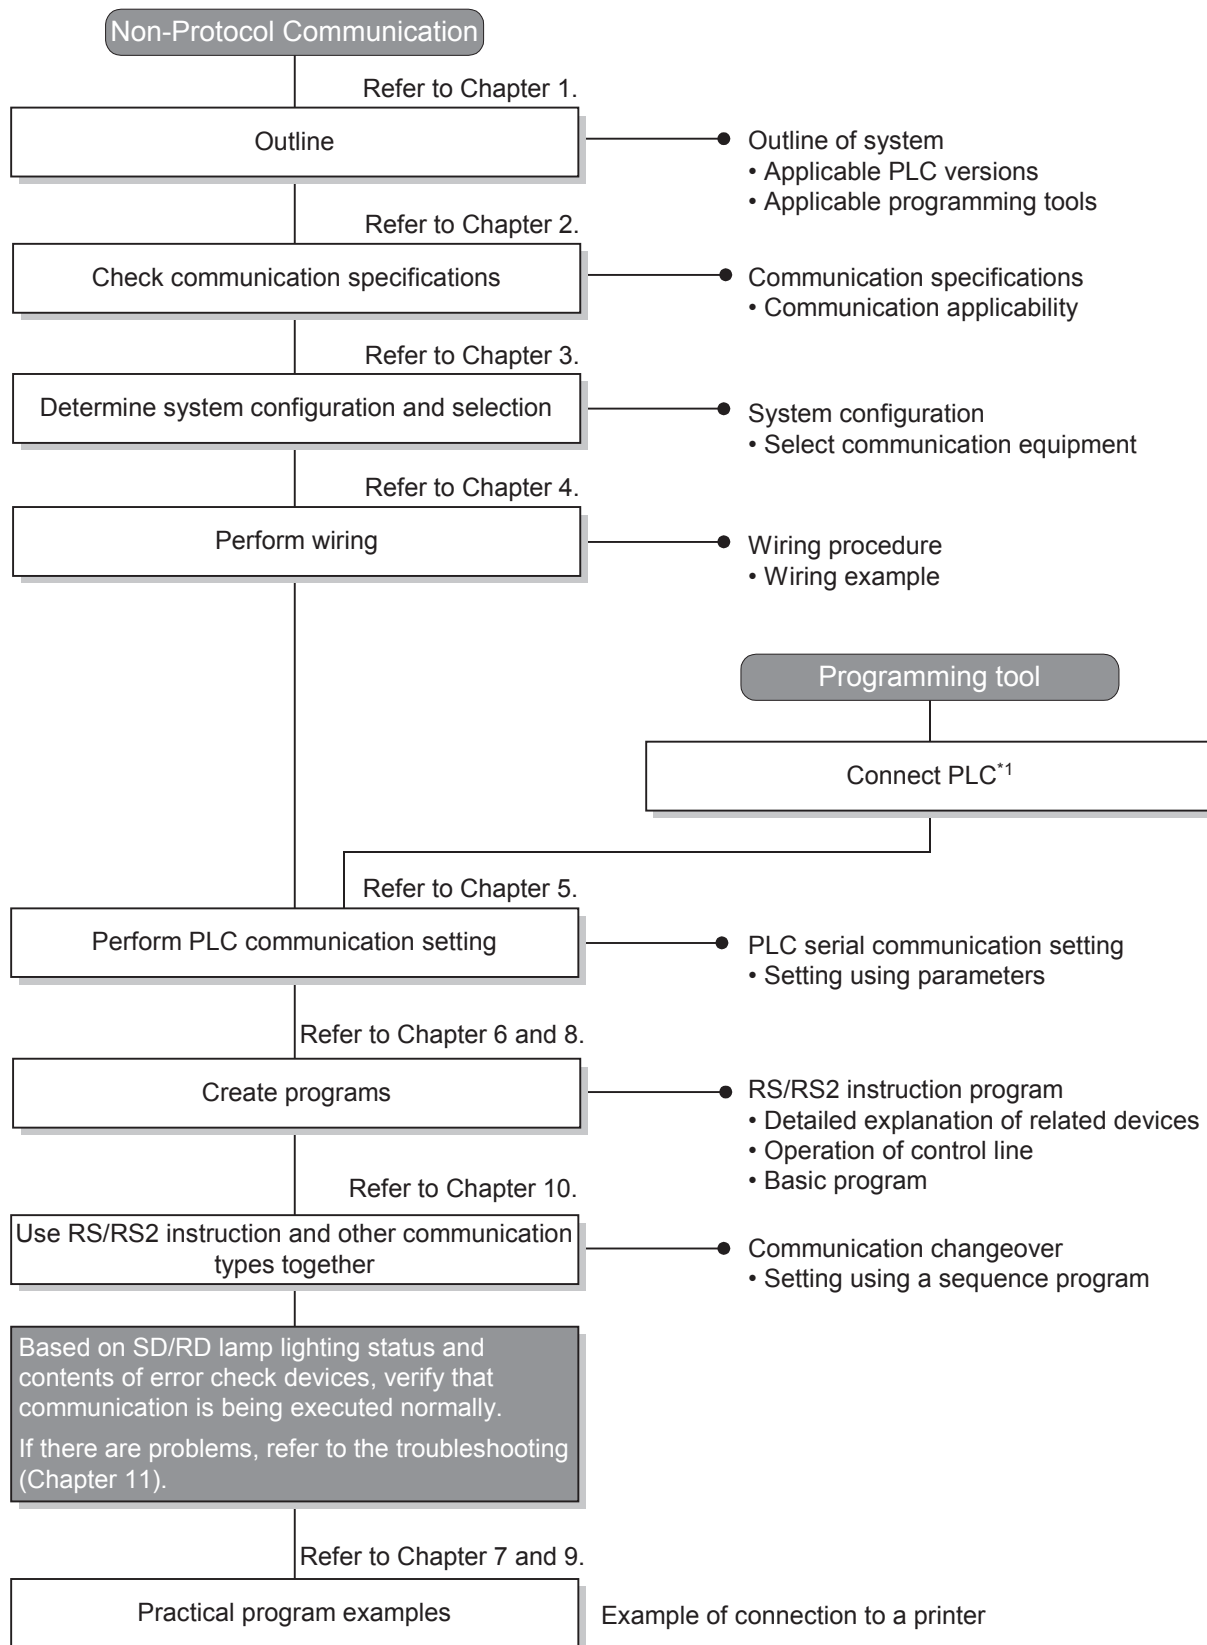 Non-Protocol Communication
Refer to Chapter 1.
Outline
Outline of system
• Applicable PLC versions
• Applicable programming tools
Refer to Chapter 2.
Check communication specifications
Communication specifications
• Communication applicability
Refer to Chapter 3.
Determine system configuration and selection
System configuration
• Select communication equipment
Refer to Chapter 4.
Perform wiring
Wiring procedure
• Wiring example
Programming tool
Connect PLC*1
Refer to Chapter 5.
Perform PLC communication setting
PLC serial communication setting
• Setting using parameters
Refer to Chapter 6 and 8.
Create programs
RS/RS2 instruction program
• Detailed explanation of related devices
• Operation of control line
• Basic program
Refer to Chapter 10.
Use RS/RS2 instruction and other communication
types together
Communication changeover
• Setting using a sequence program
Based on SD/RD lamp lighting status and
contents of error check devices, verify that
communication is being executed normally.
If there are problems, refer to the troubleshooting
(Chapter 11).
Refer to Chapter 7 and 9.
Practical program examples
Example of connection to a printer